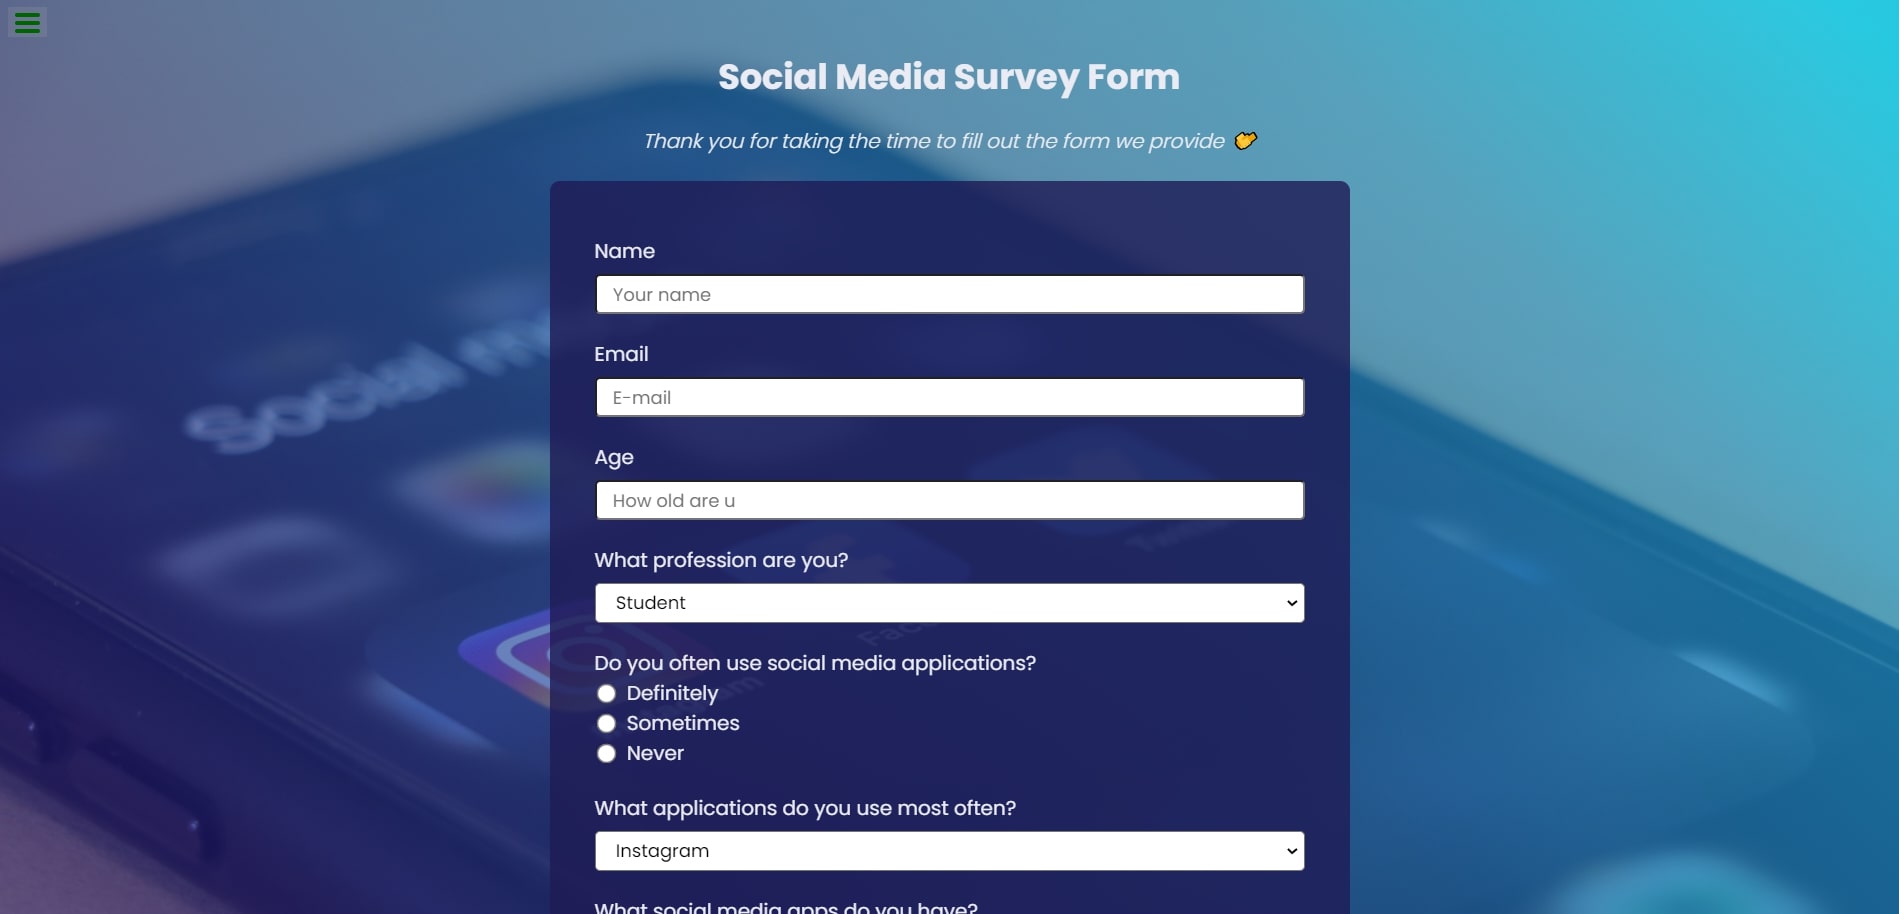 Social Media Survey Form
Thank you for taking the time to fill out the form we provide
Name
Your name
Email
E-mail
Age
How old are u
What profession are you?
Student
Do you often use social media applications?
Definitely
Sometimes
Never
What applications do you use most often?
Instagram
What social media apps do you have?
Social